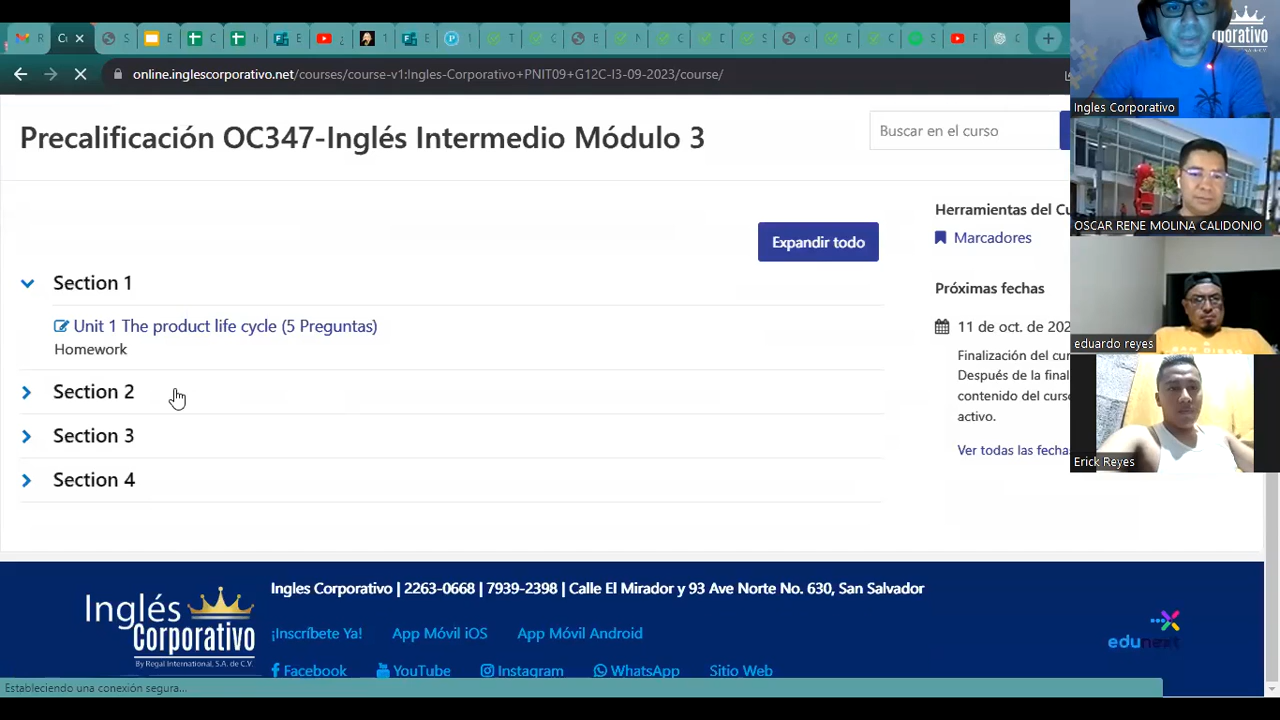 online.inglescorporativo.net/courses/course-v1:Ingles-Corporativo+PNIT09+G12C-I3-09-2023/course/
Precalificación OC347-Inglés Intermedio Módulo 3
Buscar en el curso
Expandir todo
Section 1
Unit 1 The product life cycle (5 Preguntas)
Homework
Section 2
Section 3
Section 4
Herramientas del Cu
Marcadores
Próximas fechas
11 de oct. de 202
Finalización del cur
Después de la final
contenido del curso
activo.
Ver todas las fecha
Ingles Corporativo
OSCAR RENE MOLINA CALIDONIO
eduardo reyes
Erick Reyes
Inglés
Corporativo
By Regal International, S.A. de C.V.
Ingles Corporativo | 2263-0668 | 7939-2398 | Calle El Mirador y 93 Ave Norte No. 630, San Salvador
¡Inscríbete Ya! App Móvil iOS App Móvil Android
Facebook YouTube Instagram WhatsApp Sitio Web
edunext
Estableciendo una conexión segura...